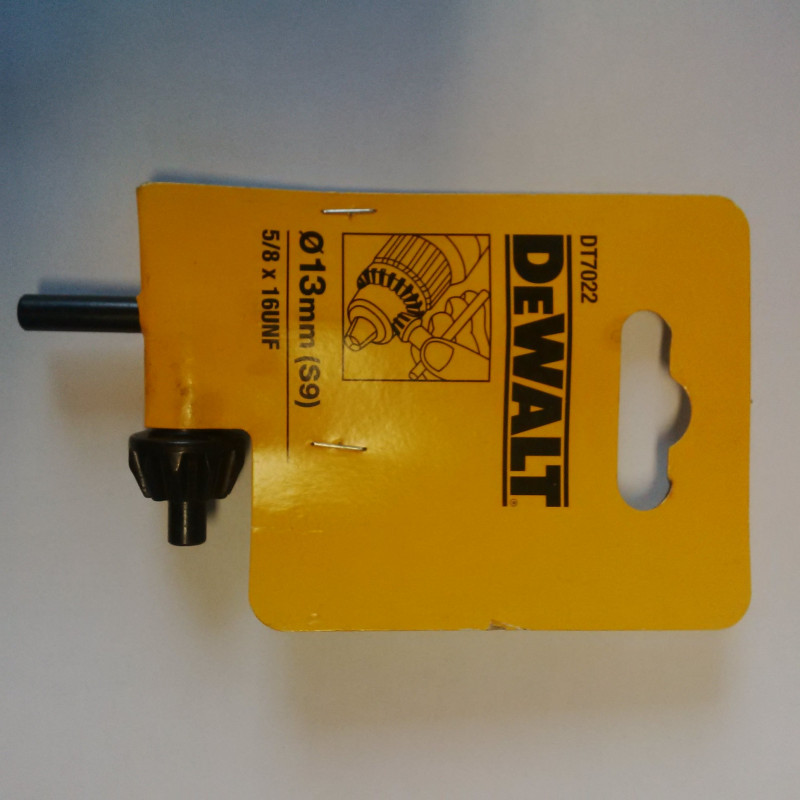 DT7022
DEWALT®
Ø13mm (S9)
5/8 x 16UNF